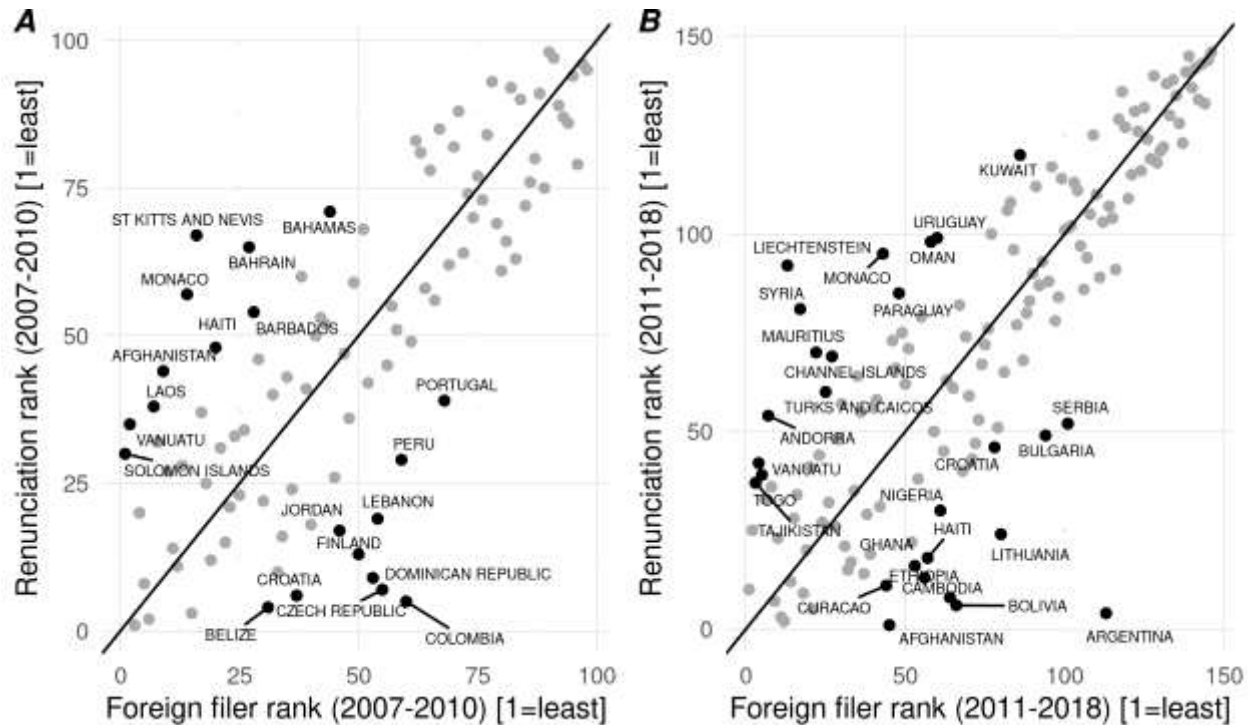 A
Renunciation rank (2007-2010) [1=least]
100
75
50
25
0
ST KITTS AND NEVIS
BAHAMAS
BAHRAIN
MONACO
HAITI
BARBADOS
AFGHANISTAN
LAOS
PORTUGAL
VANUATU
PERU
SOLOMON ISLANDS
JORDAN
LEBANON
FINLAND
CROATIA
DOMINICAN REPUBLIC
CZECH REPUBLIC
BELIZE
COLOMBIA
0 25 50 75 100
Foreign filer rank (2007-2010) [1=least]
B
Renunciation rank (2011-2018) [1=least]
150
100
50
0
KUWAIT
URUGUAY
LIECHTENSTEIN
OMAN
MONACO
SYRIA
PARAGUAY
MAURITIUS
CHANNEL ISLANDS
TURKS AND CAICOS
SERBIA
ANDORRA
BULGARIA
VANUATU
CROATIA
TOGO
NIGERIA
TAJIKISTAN
HAITI
GHANA
LITHUANIA
ETHIOPIA
CAMBODIA
CURACAO
BOLIVIA
AFGHANISTAN
ARGENTINA
0 50 100 150
Foreign filer rank (2011-2018) [1=least]